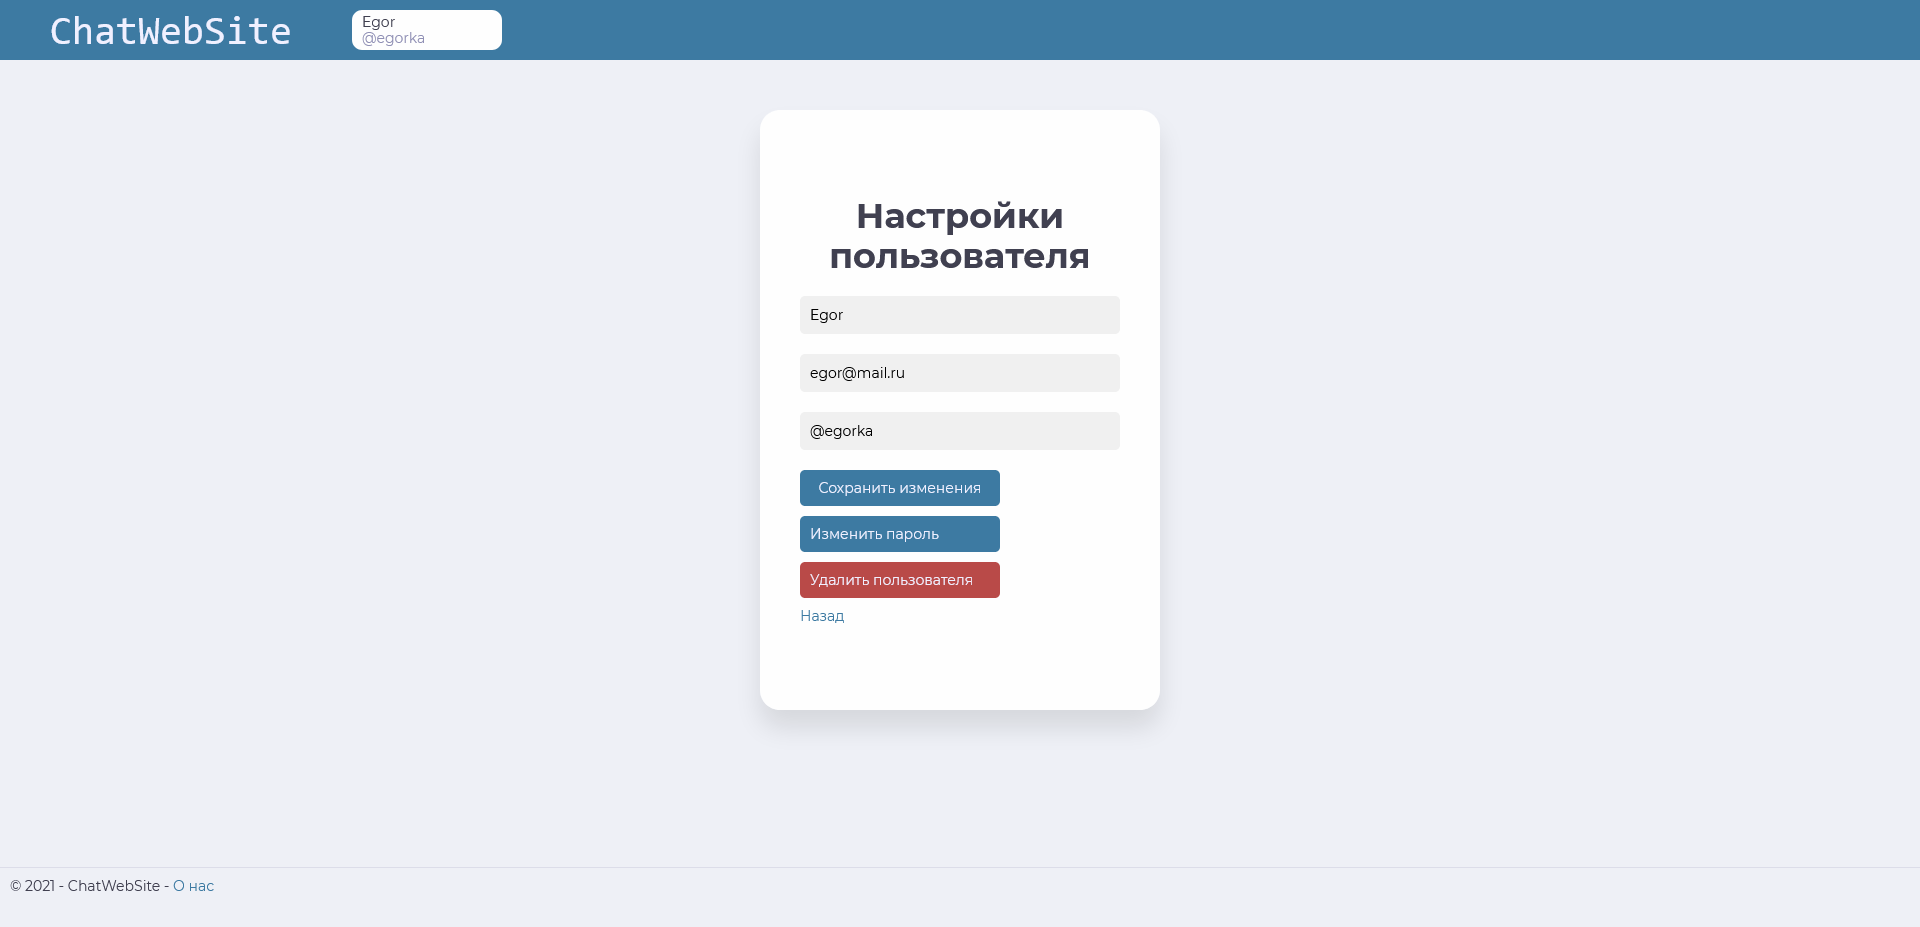 ChatWebSite
Egor
@egorka
Настройки
пользователя
Egor
egor@mail.ru
@egorka
Сохранить изменения
Изменить пароль
Удалить пользователя
Назад
© 2021 - ChatWebSite - О нас